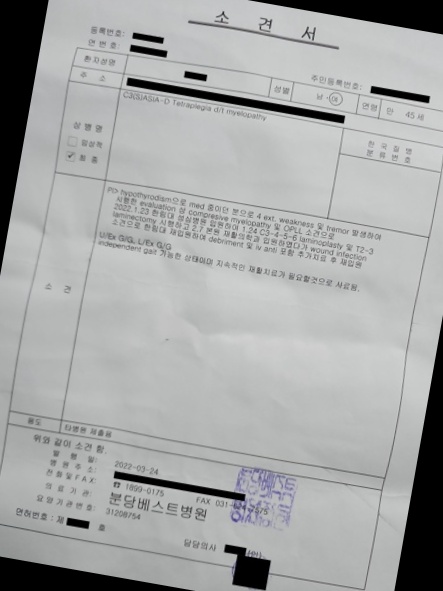 소 견 서
등록번호:
연 번 호:
환자성명
주민등록번호:
성별
남 · 여
연령
만 45 세
주 소
C3(S)ASIA-D Tetraplegia d/t myelopathy
한 국 질 병
분 류 번 호
상 병 명
임상적
최 종
P/I> hypothyrodism으로 med 중이던 분으로 4 ext. weakness 및 tremor 발생하여
시행한 evaluation 상 compresive myelopathy 및 OPLL 소견으로
2022.1.23 한림대 성심병원 입원하여 1.24 C3-4-5-6 laminoplasty 및 T2-3
laminectomy 시행하고 2.7 본원 재활의학과 입원하였다가 wound infection
소견으로 한림대 재입원하여 debriment 및 iv anti 포함 추가치료 후 재입원
U/Ex G/G, L/Ex G/G
independent gait 가능한 상태이며 지속적인 재활치료가 필요할것으로 사료됨.
소 견
용도
타병원 제출용
위와 같이 소견 함.
발 행 일:
2022-03-24
병 원 주 소:
전 화 및 F A X:
☎ 1899-0175
FAX 031-624-7575
의 료 기 관:
분당베스트병원
요양기관번호:
31208754
면허번호 : 제 호
담당의사